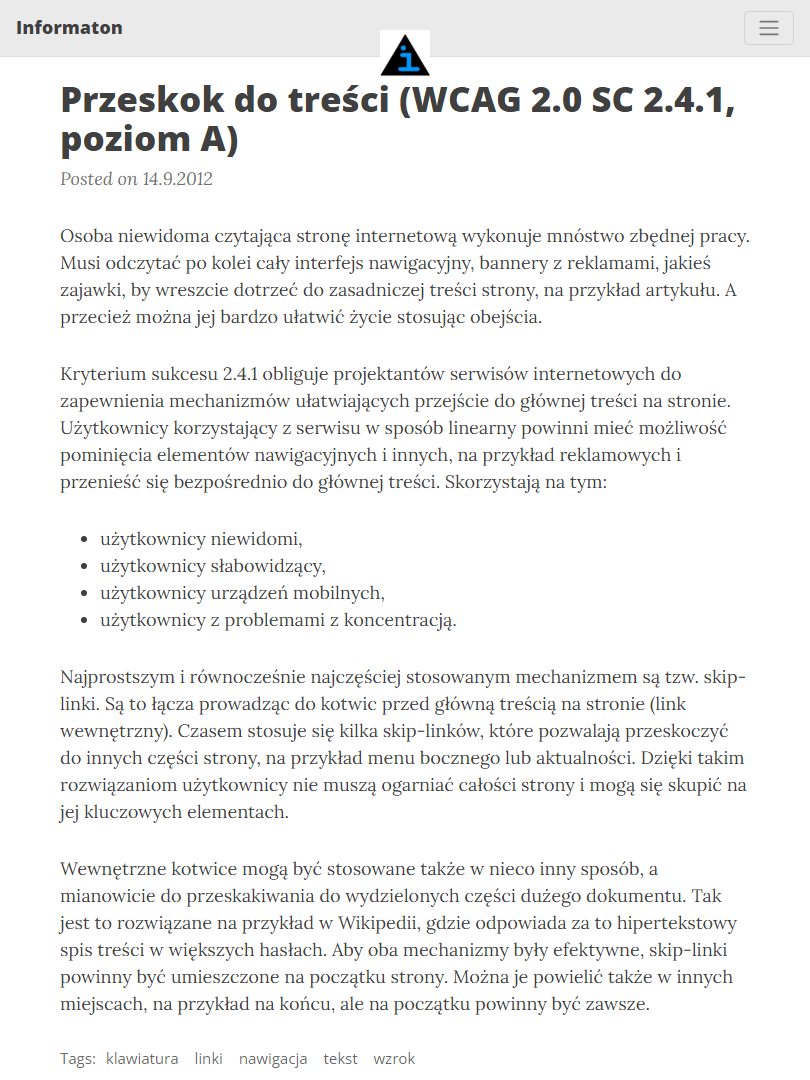 Informaton
i
Przeskok do treści (WCAG 2.0 SC 2.4.1,
poziom A)
Posted on 14.9.2012
Osoba niewidoma czytająca stronę internetową wykonuje mnóstwo zbędnej pracy.
Musi odczytać po kolei cały interfejs nawigacyjny, bannery z reklamami, jakieś
zajawki, by wreszcie dotrzeć do zasadniczej treści strony, na przykład artykułu. A
przecież można jej bardzo ułatwić życie stosując obejścia.
Kryterium sukcesu 2.4.1 obliguje projektantów serwisów internetowych do
zapewnienia mechanizmów ułatwiających przejście do głównej treści na stronie.
Użytkownicy korzystający z serwisu w sposób linearny powinni mieć możliwość
pominięcia elementów nawigacyjnych i innych, na przykład reklamowych i
przenieść się bezpośrednio do głównej treści. Skorzystają na tym:
• użytkownicy niewidomi,
• użytkownicy słabowidzący,
• użytkownicy urządzeń mobilnych,
• użytkownicy z problemami z koncentracją.
Najprostszym i równocześnie najczęściej stosowanym mechanizmem są tzw. skip-
linki. Są to łącza prowadząc do kotwic przed główną treścią na stronie (link
wewnętrzny). Czasem stosuje się kilka skip-linków, które pozwalają przeskoczyć
do innych części strony, na przykład menu bocznego lub aktualności. Dzięki takim
rozwiązaniom użytkownicy nie muszą ogarniać całości strony i mogą się skupić na
jej kluczowych elementach.
Wewnętrzne kotwice mogą być stosowane także w nieco inny sposób, a
mianowicie do przeskakiwania do wydzielonych części dużego dokumentu. Tak
jest to rozwiązane na przykład w Wikipedii, gdzie odpowiada za to hipertekstowy
spis treści w większych hasłach. Aby oba mechanizmy były efektywne, skip-linki
powinny być umieszczone na początku strony. Można je powielić także w innych
miejscach, na przykład na końcu, ale na początku powinny być zawsze.
Tags: klawiatura linki nawigacja tekst wzrok